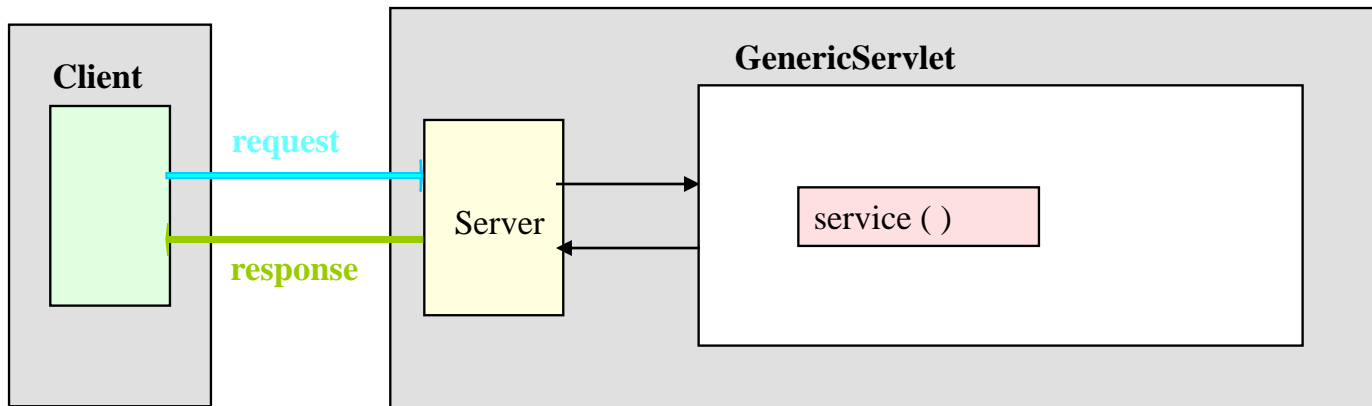 GenericServlet
Client
request
Server
service ( )
response